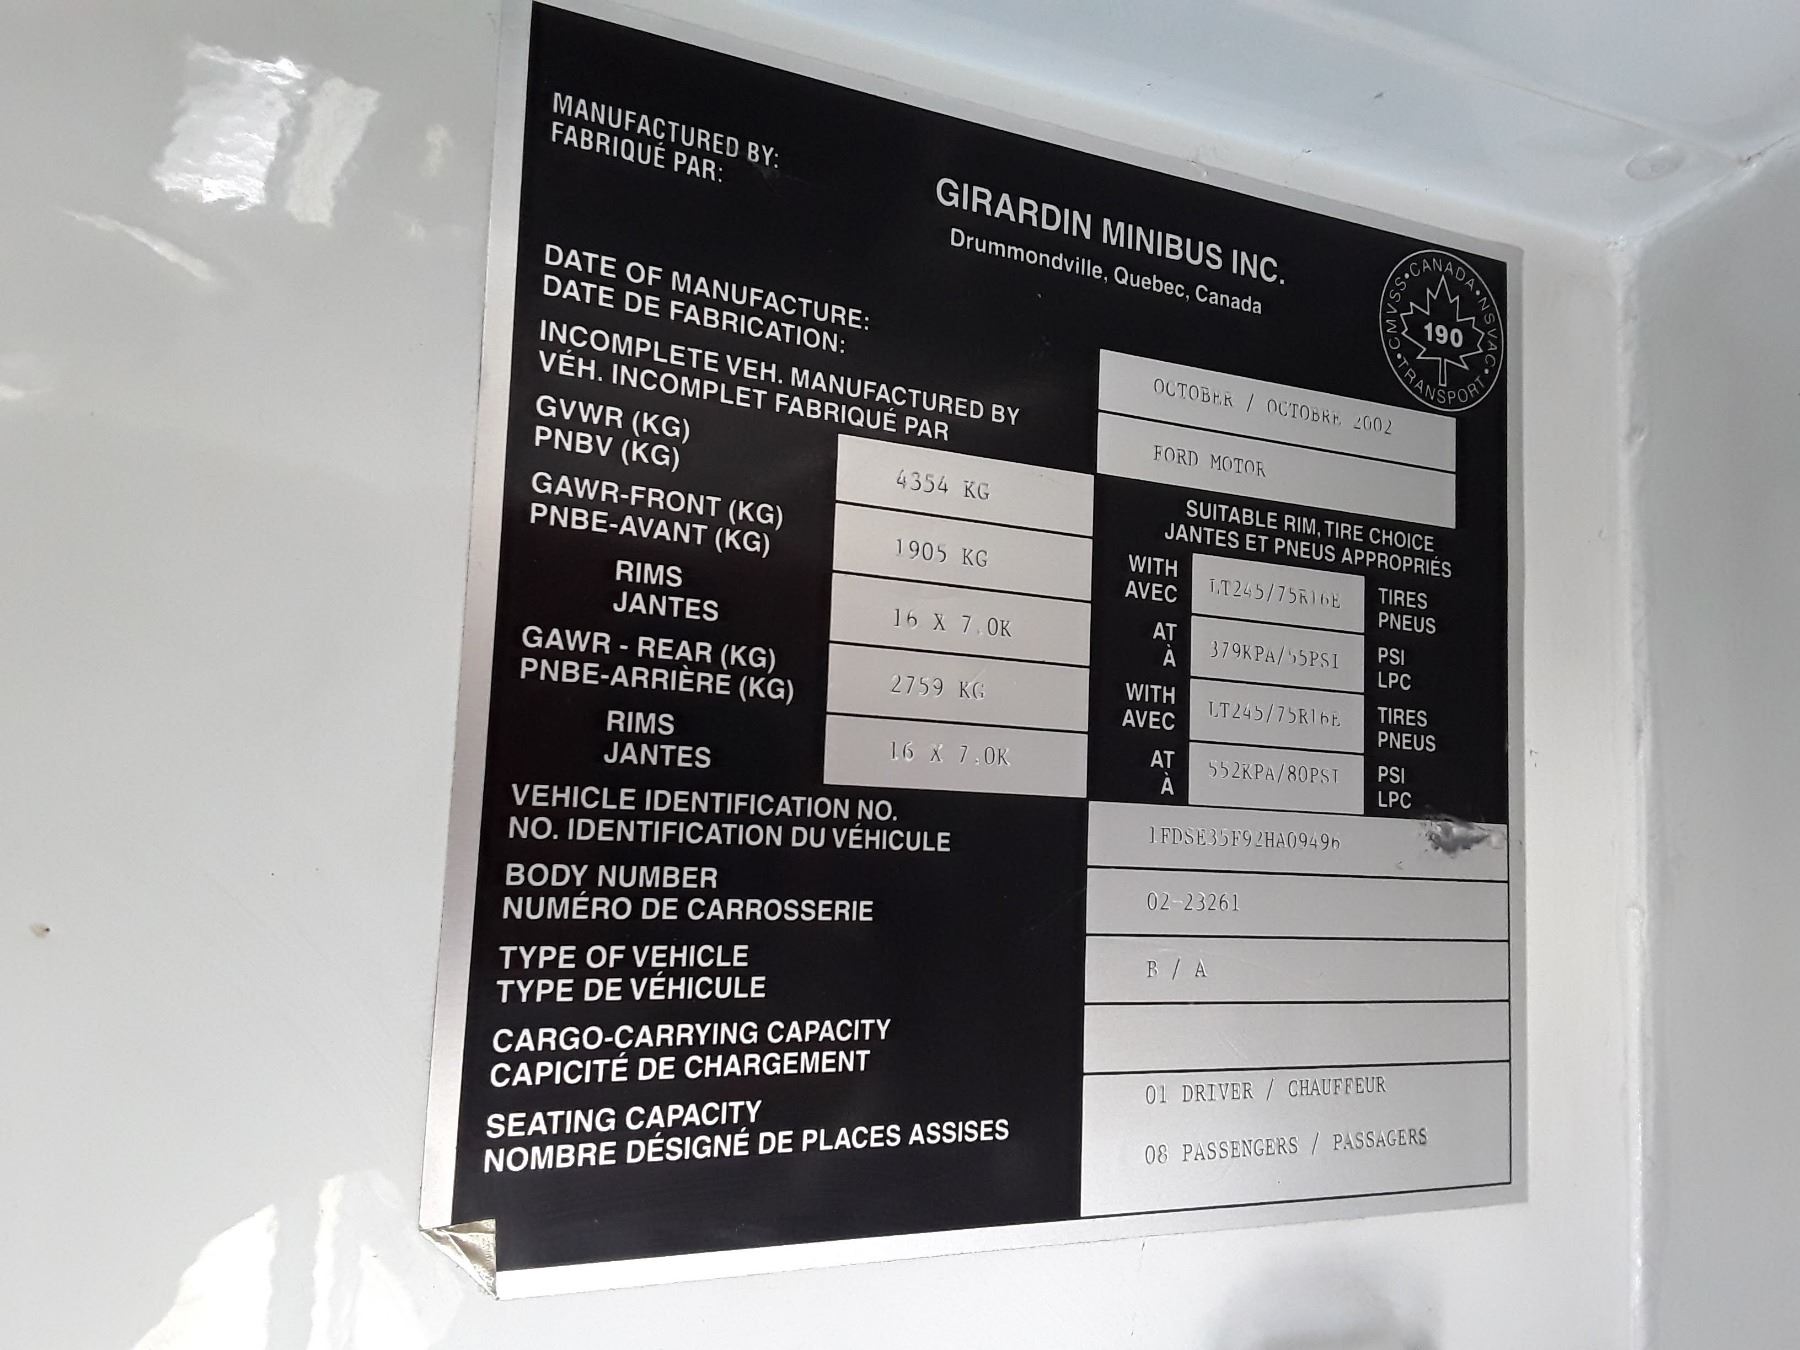 MANUFACTURED BY:
FABRIQUÉ PAR:
GIRARDIN MINIBUS INC.
Drummondville, Quebec, Canada
CMVSS • CANADA • NSVAC • TRANSPORT •
190
DATE OF MANUFACTURE:
DATE DE FABRICATION:
OCTOBER / OCTOBRE 2002
INCOMPLETE VEH. MANUFACTURED BY
VÉH. INCOMPLET FABRIQUÉ PAR
FORD MOTOR
GVWR (KG)
PNBV (KG)
4354 KG
SUITABLE RIM, TIRE CHOICE
JANTES ET PNEUS APPROPRIÉS
GAWR-FRONT (KG)
PNBE-AVANT (KG)
1905 KG
WITH
AVEC
LT245/75R16E
TIRES
PNEUS
RIMS
JANTES
16 X 7.0K
AT
À
379KPA/55PSI
PSI
LPC
GAWR - REAR (KG)
PNBE-ARRIÈRE (KG)
2759 KG
WITH
AVEC
LT245/75R16E
TIRES
PNEUS
RIMS
JANTES
16 X 7.0K
AT
À
552KPA/80PSI
PSI
LPC
VEHICLE IDENTIFICATION NO.
NO. IDENTIFICATION DU VÉHICULE
1FDSE35F92HA09496
BODY NUMBER
NUMÉRO DE CARROSSERIE
02-23261
TYPE OF VEHICLE
TYPE DE VÉHICULE
B / A
CARGO-CARRYING CAPACITY
CAPICITÉ DE CHARGEMENT
SEATING CAPACITY
NOMBRE DÉSIGNÉ DE PLACES ASSISES
01 DRIVER / CHAUFFEUR
08 PASSENGERS / PASSAGERS